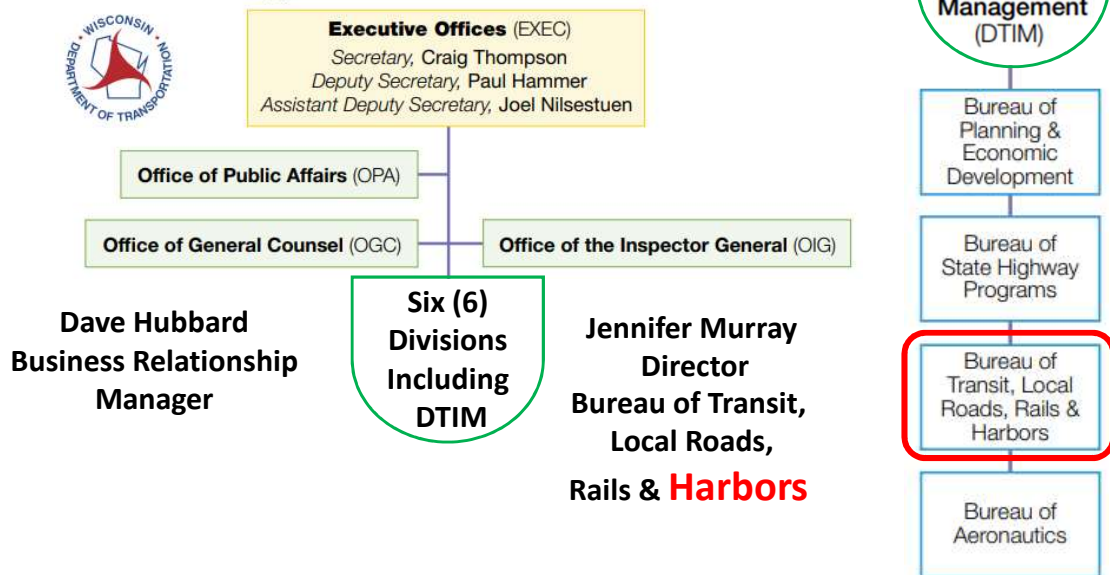 WISCONSIN
DEPARTMENT OF TRANSPORTATION
Executive Offices (EXEC)
Secretary, Craig Thompson
Deputy Secretary, Paul Hammer
Assistant Deputy Secretary, Joel Nilsestuen
Office of Public Affairs (OPA)
Office of General Counsel (OGC)
Office of the Inspector General (OIG)
Six (6)
Divisions
Including
DTIM
Dave Hubbard
Business Relationship
Manager
Jennifer Murray
Director
Bureau of Transit,
Local Roads,
Rails & Harbors
Management
(DTIM)
Bureau of
Planning &
Economic
Development
Bureau of
State Highway
Programs
Bureau of
Transit, Local
Roads, Rails &
Harbors
Bureau of
Aeronautics